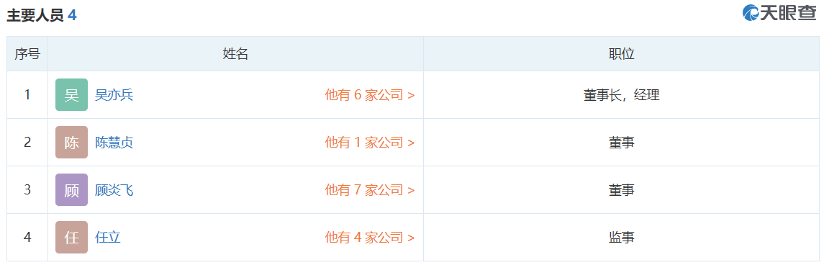 主要人员 4
天眼查
序号 姓名 职位
1 吴 吴亦兵 他有 6 家公司 > 董事长，经理
2 陈 陈慧贞 他有 1 家公司 > 董事
3 顾 顾炎飞 他有 7 家公司 > 董事
4 任 任立 他有 4 家公司 > 监事